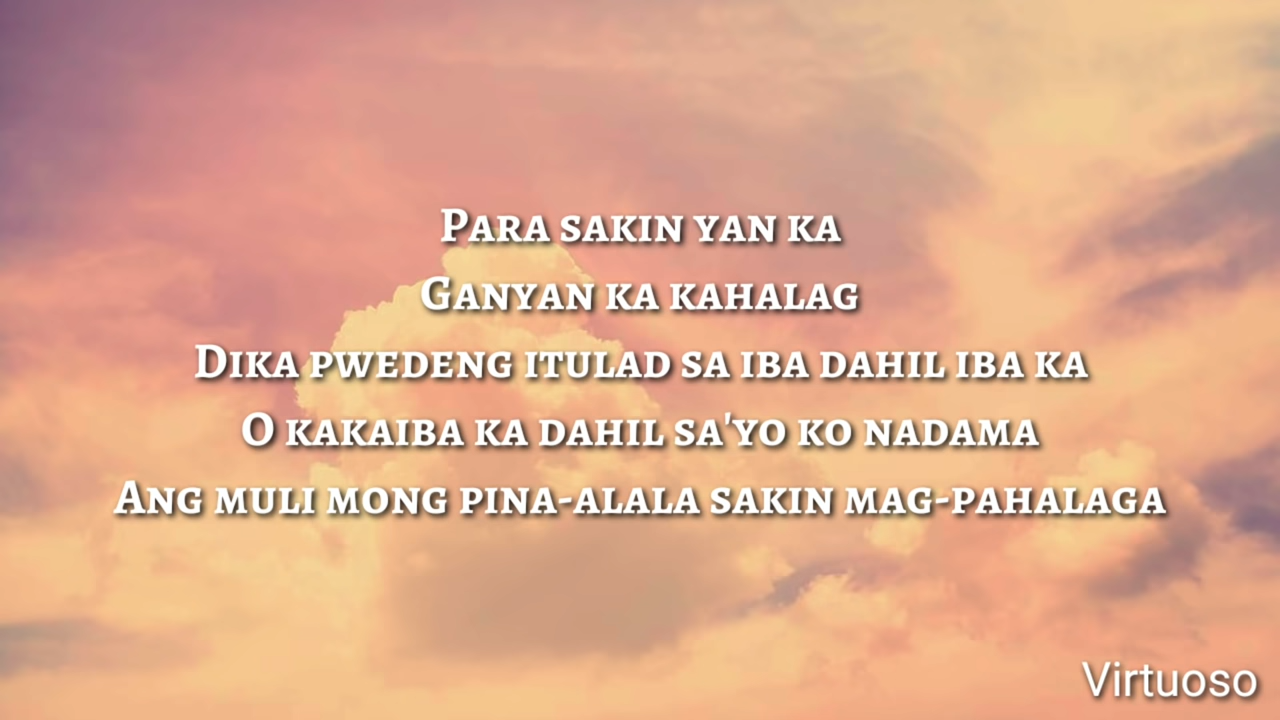 Para sakin yan ka
Ganyan ka kahalag
Dika pwedeng itulad sa iba dahil iba ka
O kakaiba ka dahil sa'yo ko nadama
Ang muli mong pina-alala sakin mag-pahalaga
Virtuoso